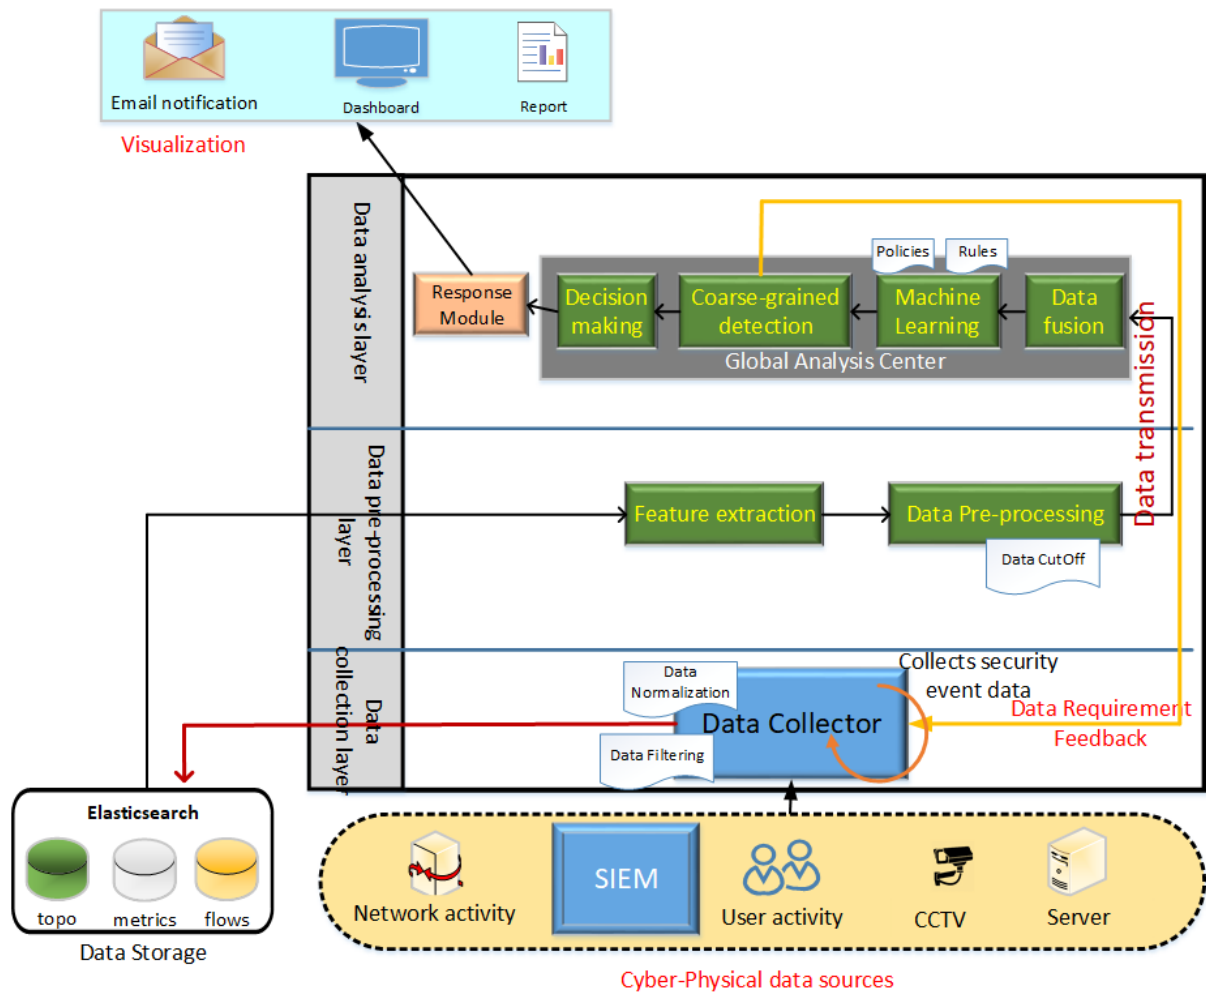 Email notification
Dashboard
Report
Visualization
Data analysis layer
Policies
Rules
Response
Module
Decision
making
Coarse-grained
detection
Machine
Learning
Data
fusion
Global Analysis Center
Data transmission
Data pre-processing
layer
Feature extraction
Data Pre-processing
Data CutOff
Data
collection layer
Data
Normalization
Data Collector
Data Filtering
Collects security
event data
Data Requirement
Feedback
Elasticsearch
topo
metrics
flows
Data Storage
Network activity
SIEM
User activity
CCTV
Server
Cyber-Physical data sources